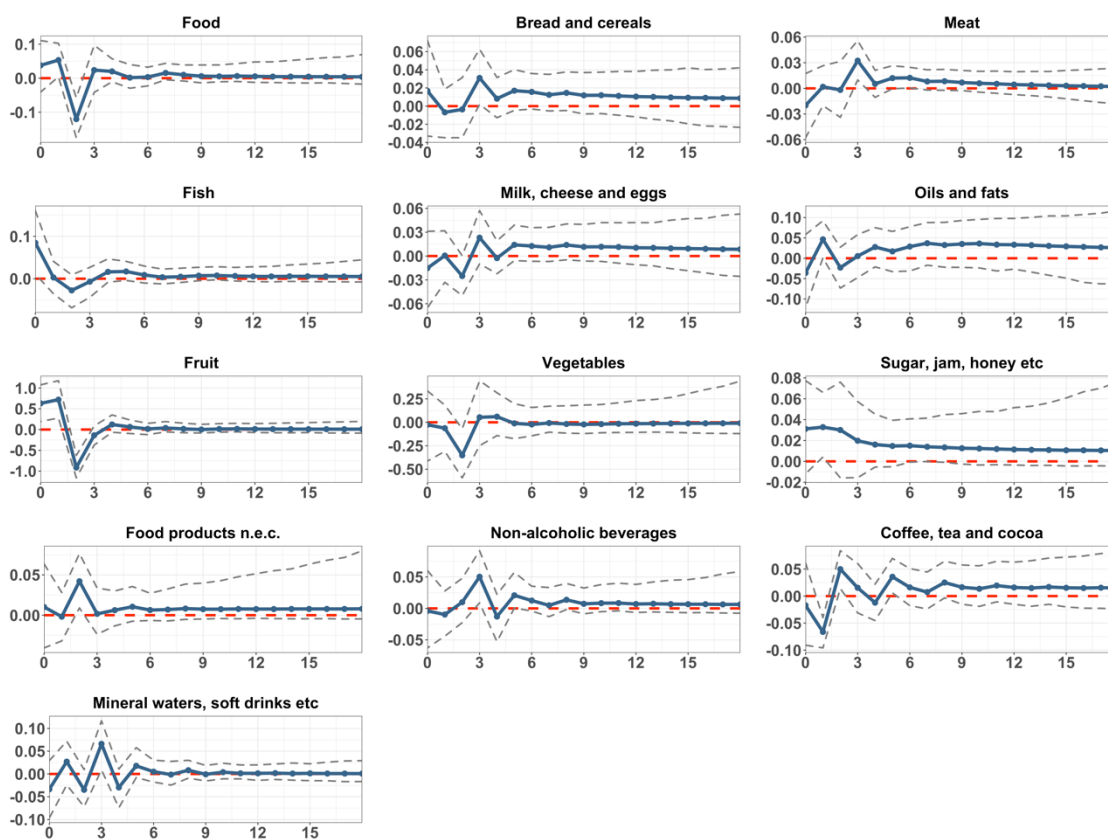 Food
0.1
0.0
-0.1
0 3 6 9 12 15
Bread and cereals
0.06
0.04
0.02
0.00
-0.02
-0.04
0 3 6 9 12 15
Meat
0.06
0.03
0.00
-0.03
-0.06
0 3 6 9 12 15
Fish
0.1
0.0
0 3 6 9 12 15
Milk, cheese and eggs
0.06
0.03
0.00
-0.03
-0.06
0 3 6 9 12 15
Oils and fats
0.10
0.05
0.00
-0.05
-0.10
0 3 6 9 12 15
Fruit
1.0
0.5
0.0
-0.5
-1.0
0 3 6 9 12 15
Vegetables
0.25
0.00
-0.25
-0.50
0 3 6 9 12 15
Sugar, jam, honey etc
0.08
0.06
0.04
0.02
0.00
-0.02
0 3 6 9 12 15
Food products n.e.c.
0.05
0.00
0 3 6 9 12 15
Non-alcoholic beverages
0.05
0.00
-0.05
0 3 6 9 12 15
Coffee, tea and cocoa
0.05
0.00
-0.05
-0.10
0 3 6 9 12 15
Mineral waters, soft drinks etc
0.10
0.05
0.00
-0.05
-0.10
0 3 6 9 12 15